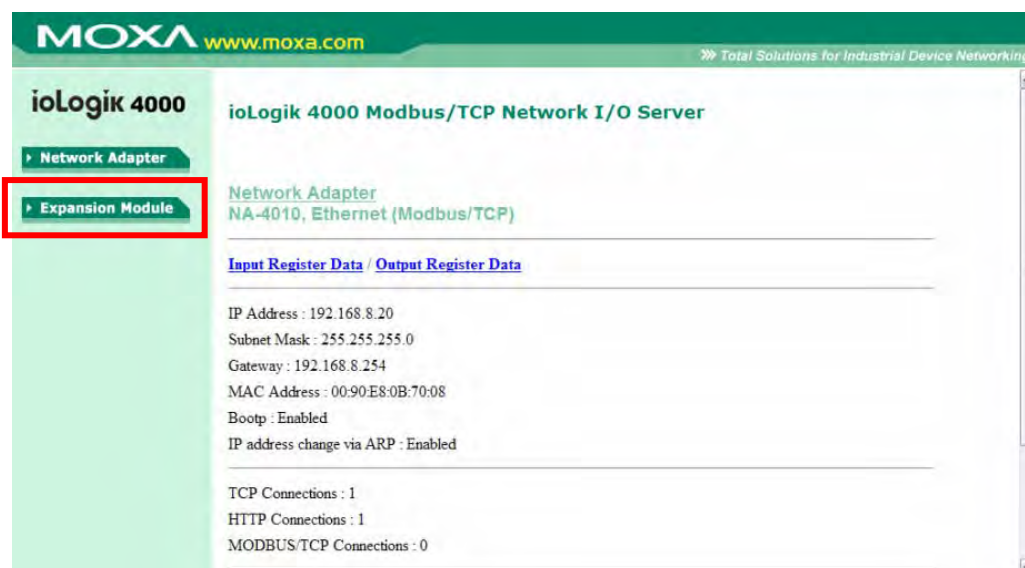 MOXA www.moxa.com
Total Solutions for Industrial Device Networking
ioLogik 4000
Network Adapter
Expansion Module
ioLogik 4000 Modbus/TCP Network I/O Server
Network Adapter
NA-4010, Ethernet (Modbus/TCP)
Input Register Data / Output Register Data
IP Address : 192.168.8.20
Subnet Mask : 255.255.255.0
Gateway : 192.168.8.254
MAC Address : 00:90:E8:0B:70:08
Bootp : Enabled
IP address change via ARP : Enabled
TCP Connections : 1
HTTP Connections : 1
MODBUS/TCP Connections : 0